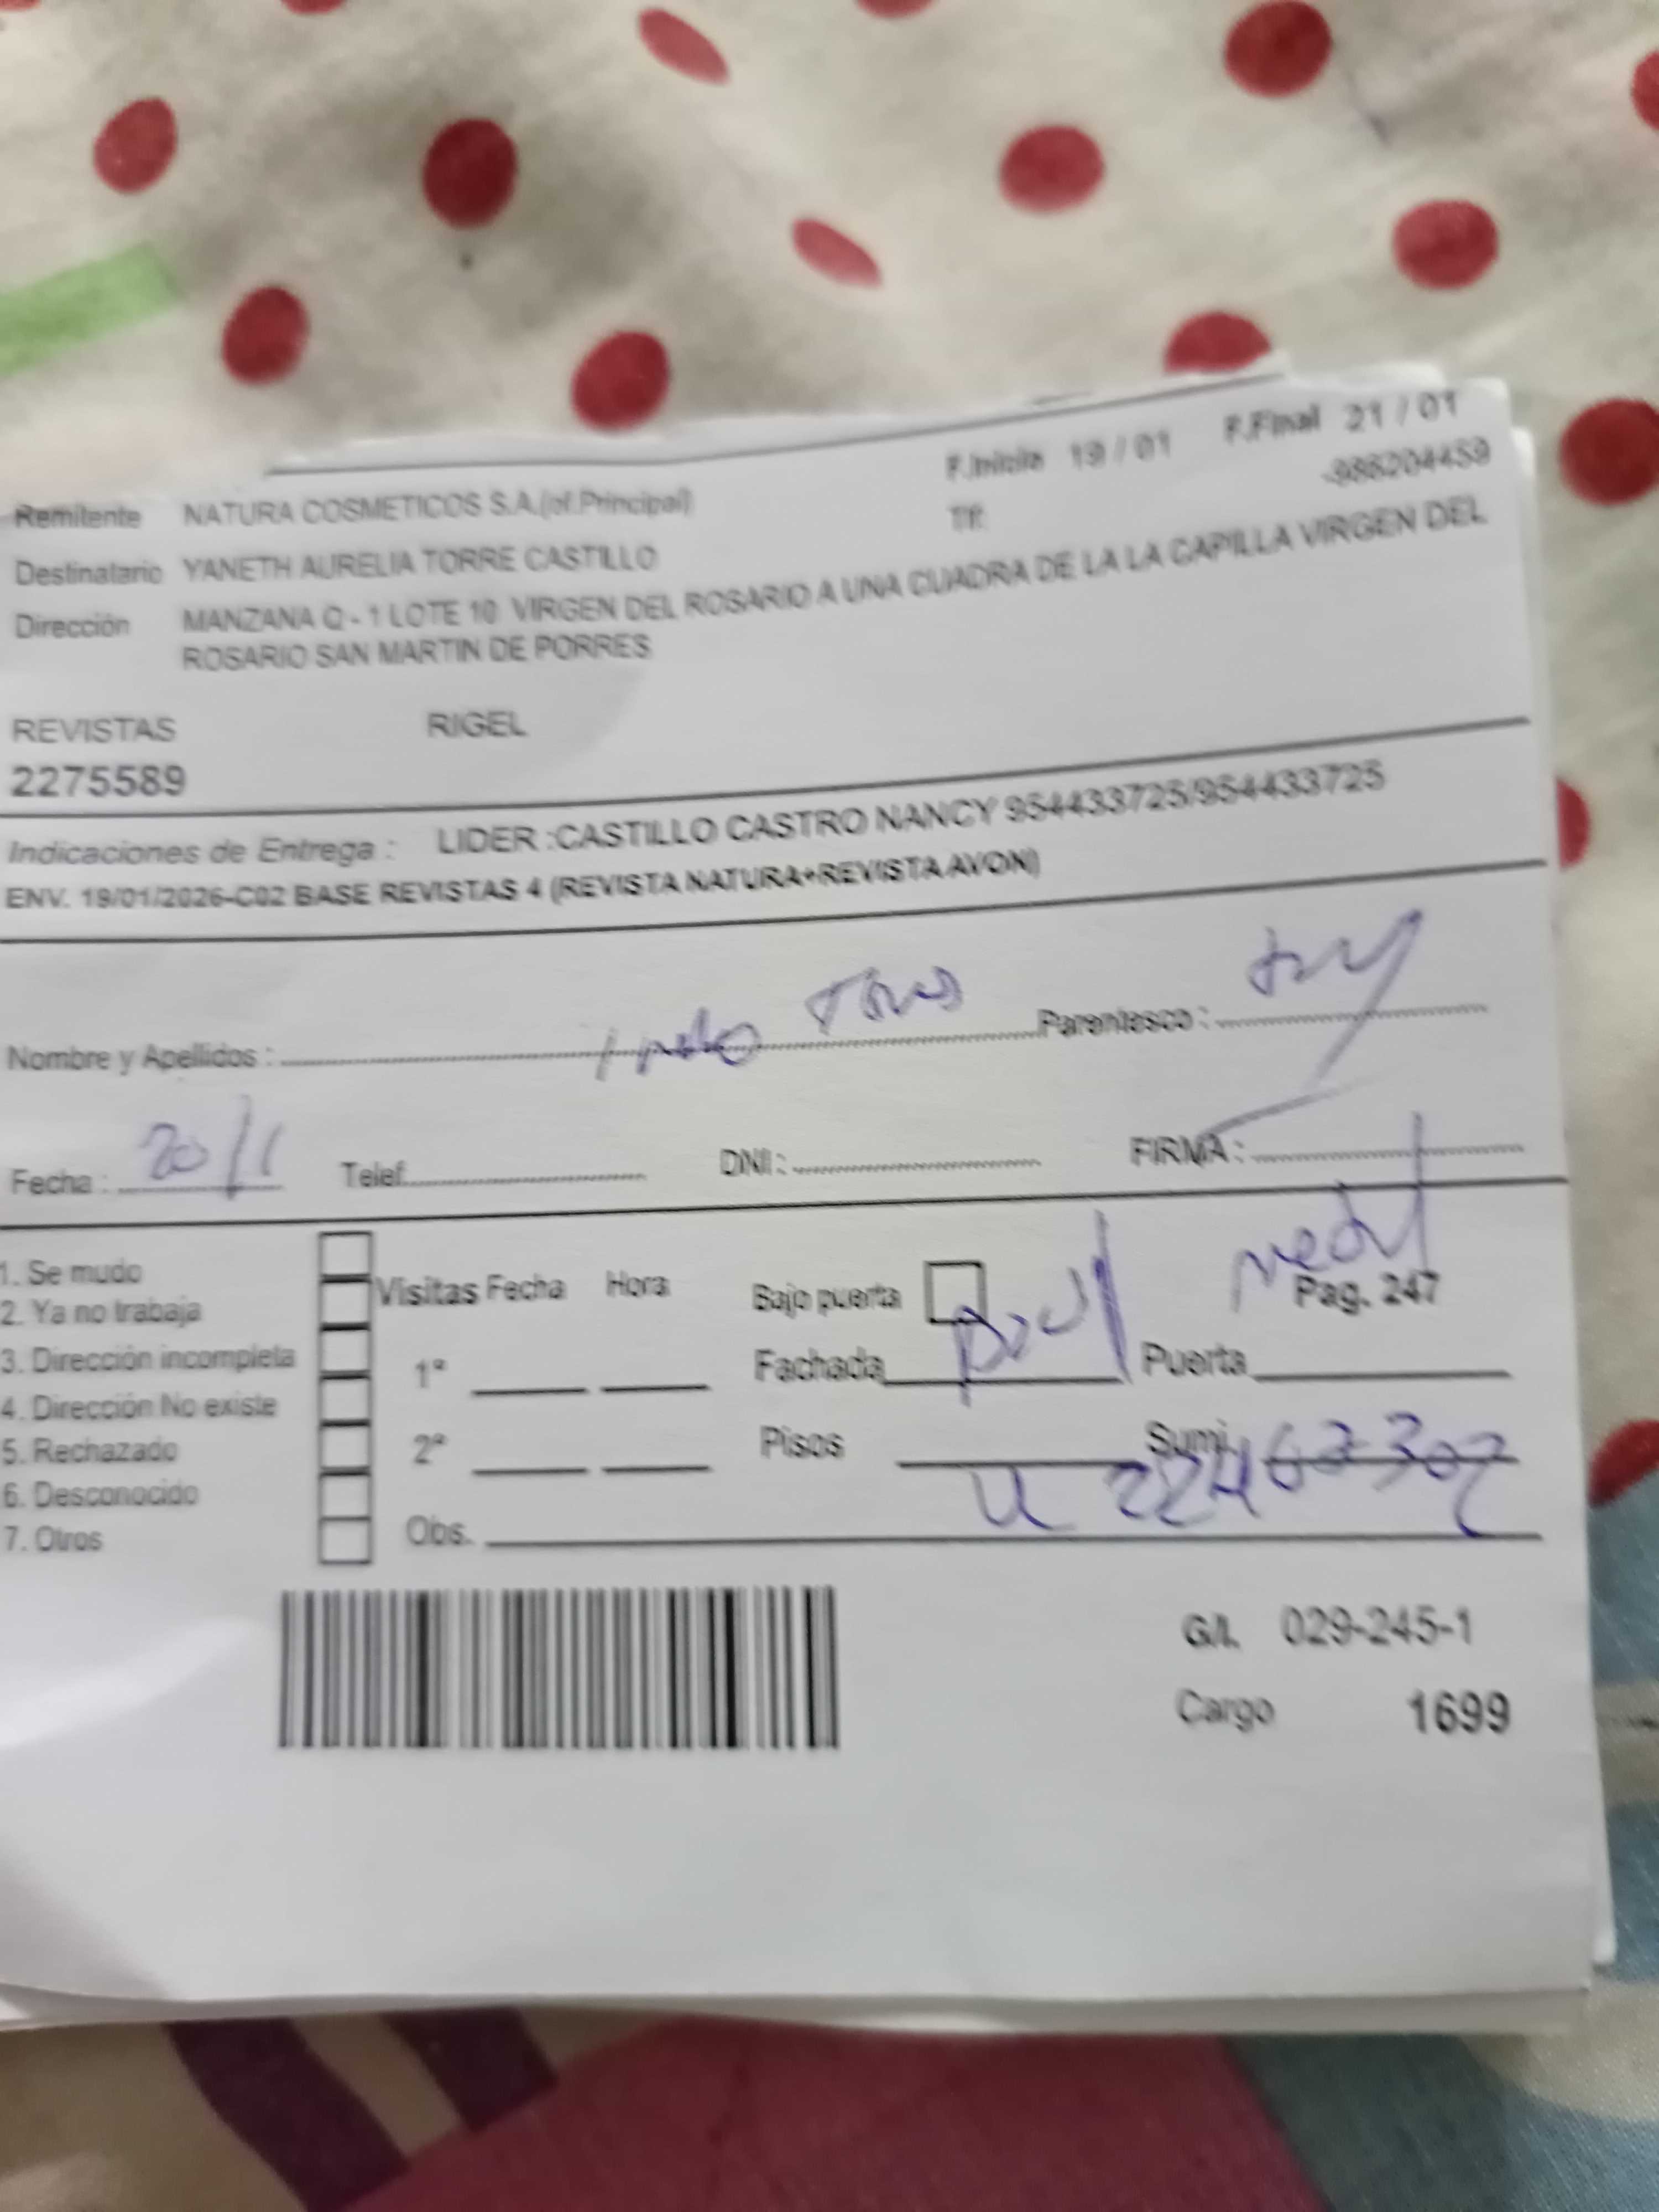 F.Inicio 19 / 01 F.Final 21 / 01
Remitente NATURA COSMETICOS S.A.(of.Principal) Tlf. -986204459
Destinatario YANETH AURELIA TORRE CASTILLO
Dirección MANZANA Q - 1 LOTE 10 VIRGEN DEL ROSARIO A UNA CUADRA DE LA LA CAPILLA VIRGEN DEL
ROSARIO SAN MARTIN DE PORRES
REVISTAS RIGEL
2275589
Indicaciones de Entrega : LIDER :CASTILLO CASTRO NANCY 954433725/954433725
ENV. 19/01/2026-C02 BASE REVISTAS 4 (REVISTA NATURA+REVISTA AVON)
Nombre y Apellidos : Parentesco :
Fecha : 20/1 Telef. DNI : FIRMA :
1. Se mudo
2. Ya no trabaja
3. Dirección incompleta
4. Dirección No existe
5. Rechazado
6. Desconocido
7. Otros
Visitas Fecha Hora Bajo puerta Pag. 247
1ª Fachada Puerta
2ª Pisos Sumi.
Obs.
G/L 029-245-1
Cargo 1699